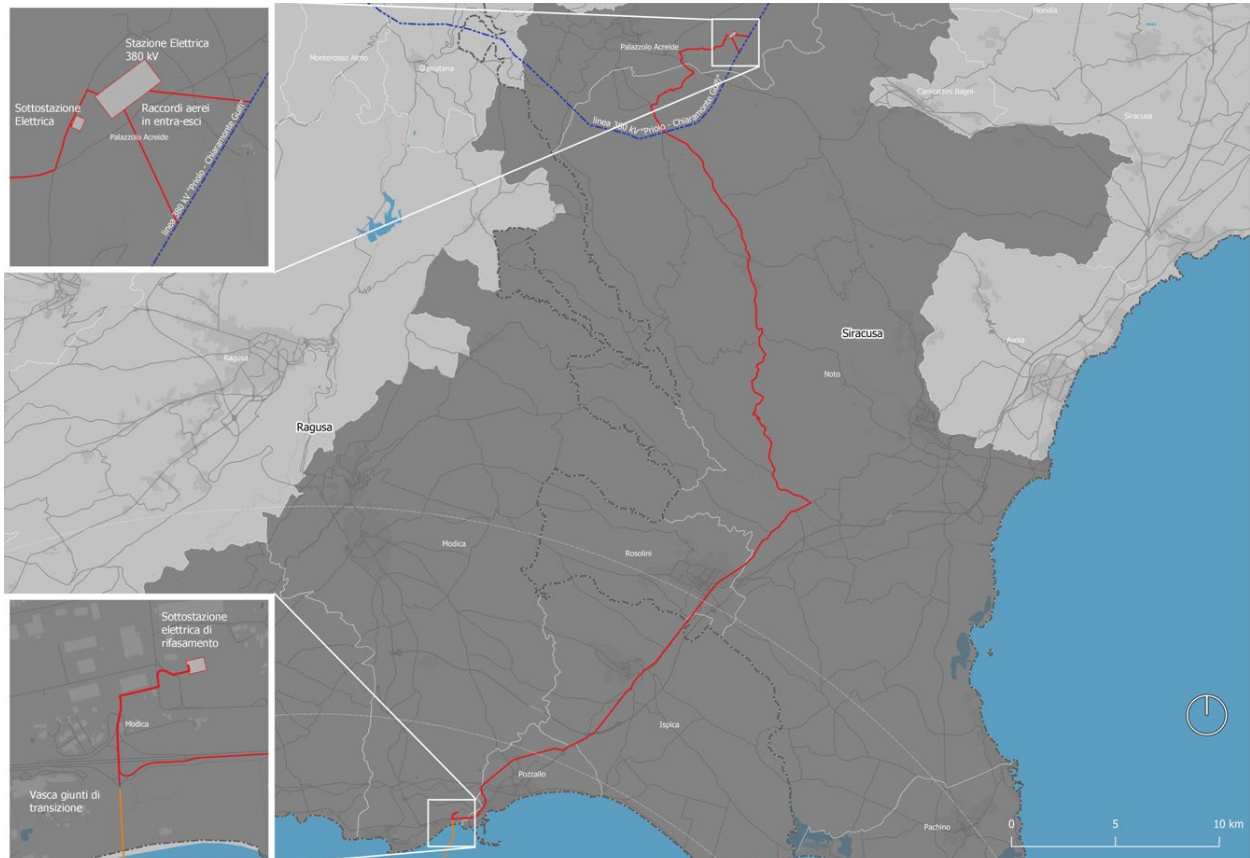 Stazione Elettrica
380 kV
Sottostazione
Elettrica
Raccordi aerei
in entra-esci
Palazzolo Acreide
linea 380 kV "Priolo - Chiaramonte Gulfi"
Monterosso Almo
Giarratana
Palazzolo Acreide
linea 380 kV "Priolo - Chiaramonte Gulfi"
Floridia
Canicattini Bagni
Siracusa
Siracusa
Avola
Noto
Ragusa
Ragusa
Modica
Rosolini
Ispica
Pozzallo
Pachino
Sottostazione
elettrica di
rifasamento
Modica
Vasca giunti di
transizione
0 5 10 km